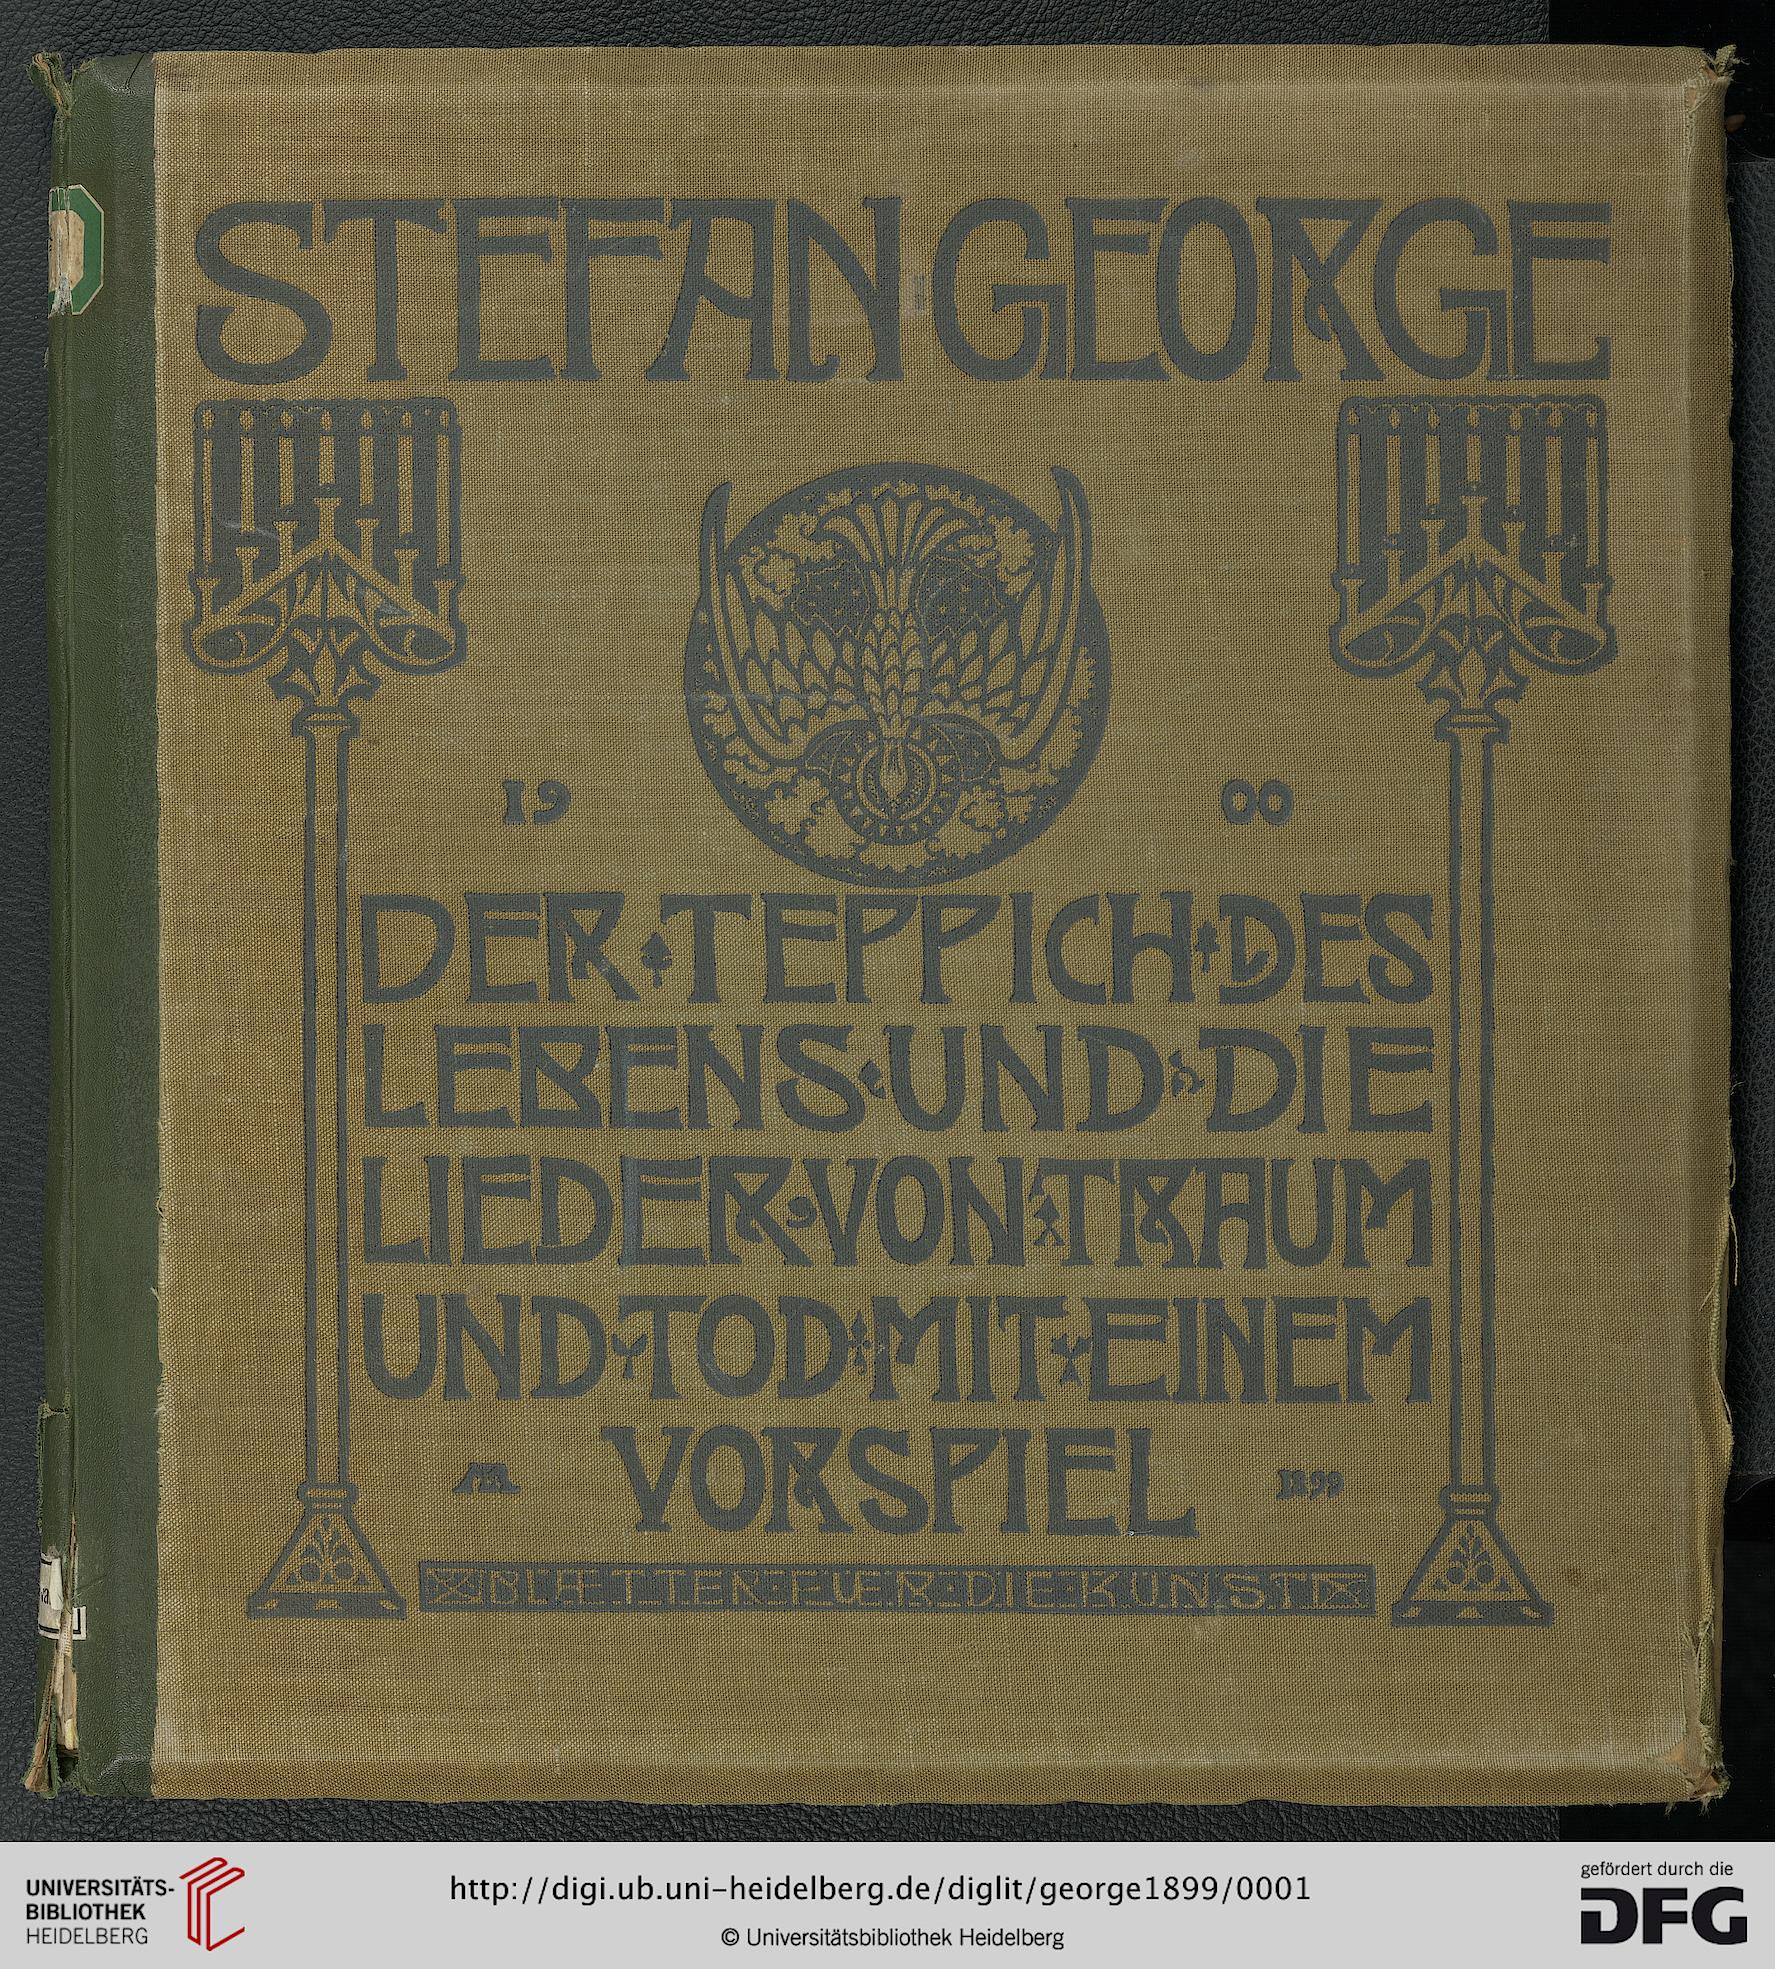 STEFAN GEORGE
19 00
DER · TEPPICH · DES
LEBENS · UND · DIE
LIEDER · VON · TRAUM
UND · TOD · MIT · EINEM
VORSPIEL
1899
BLÆTTER · FUER · DIE · KUNST
UNIVERSITÄTS-
BIBLIOTHEK
HEIDELBERG
http://digi.ub.uni-heidelberg.de/diglit/george1899/0001
© Universitätsbibliothek Heidelberg
gefördert durch die
DFG